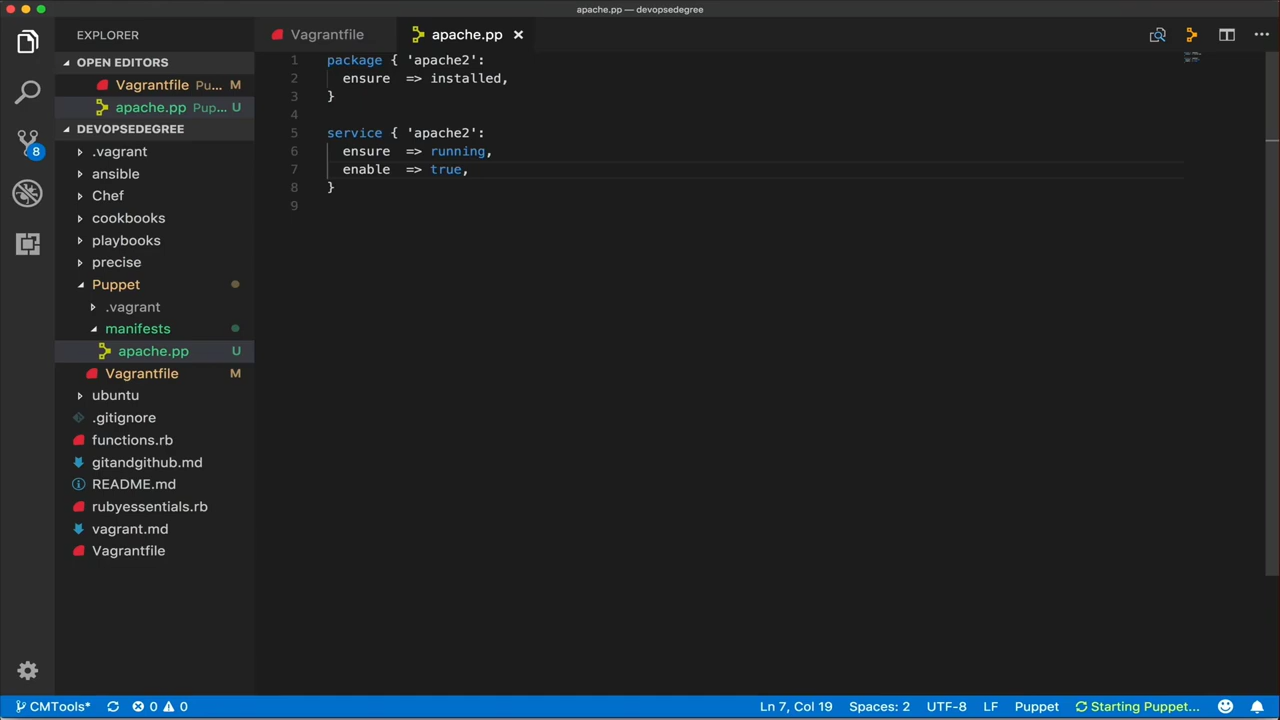 apache.pp — devopsedegree
EXPLORER
Vagrantfile
apache.pp
OPEN EDITORS
Vagrantfile Pu... M
apache.pp Pup... U
DEVOPSEDEGREE
.vagrant
ansible
Chef
cookbooks
playbooks
precise
Puppet
.vagrant
manifests
apache.pp U
Vagrantfile M
ubuntu
.gitignore
functions.rb
gitandgithub.md
README.md
rubyessentials.rb
vagrant.md
Vagrantfile
8
1 package { 'apache2':
2 ensure => installed,
3 }
4
5 service { 'apache2':
6 ensure => running,
7 enable => true,
8 }
9
CMTools* 0 0 Ln 7, Col 19 Spaces: 2 UTF-8 LF Puppet Starting Puppet...